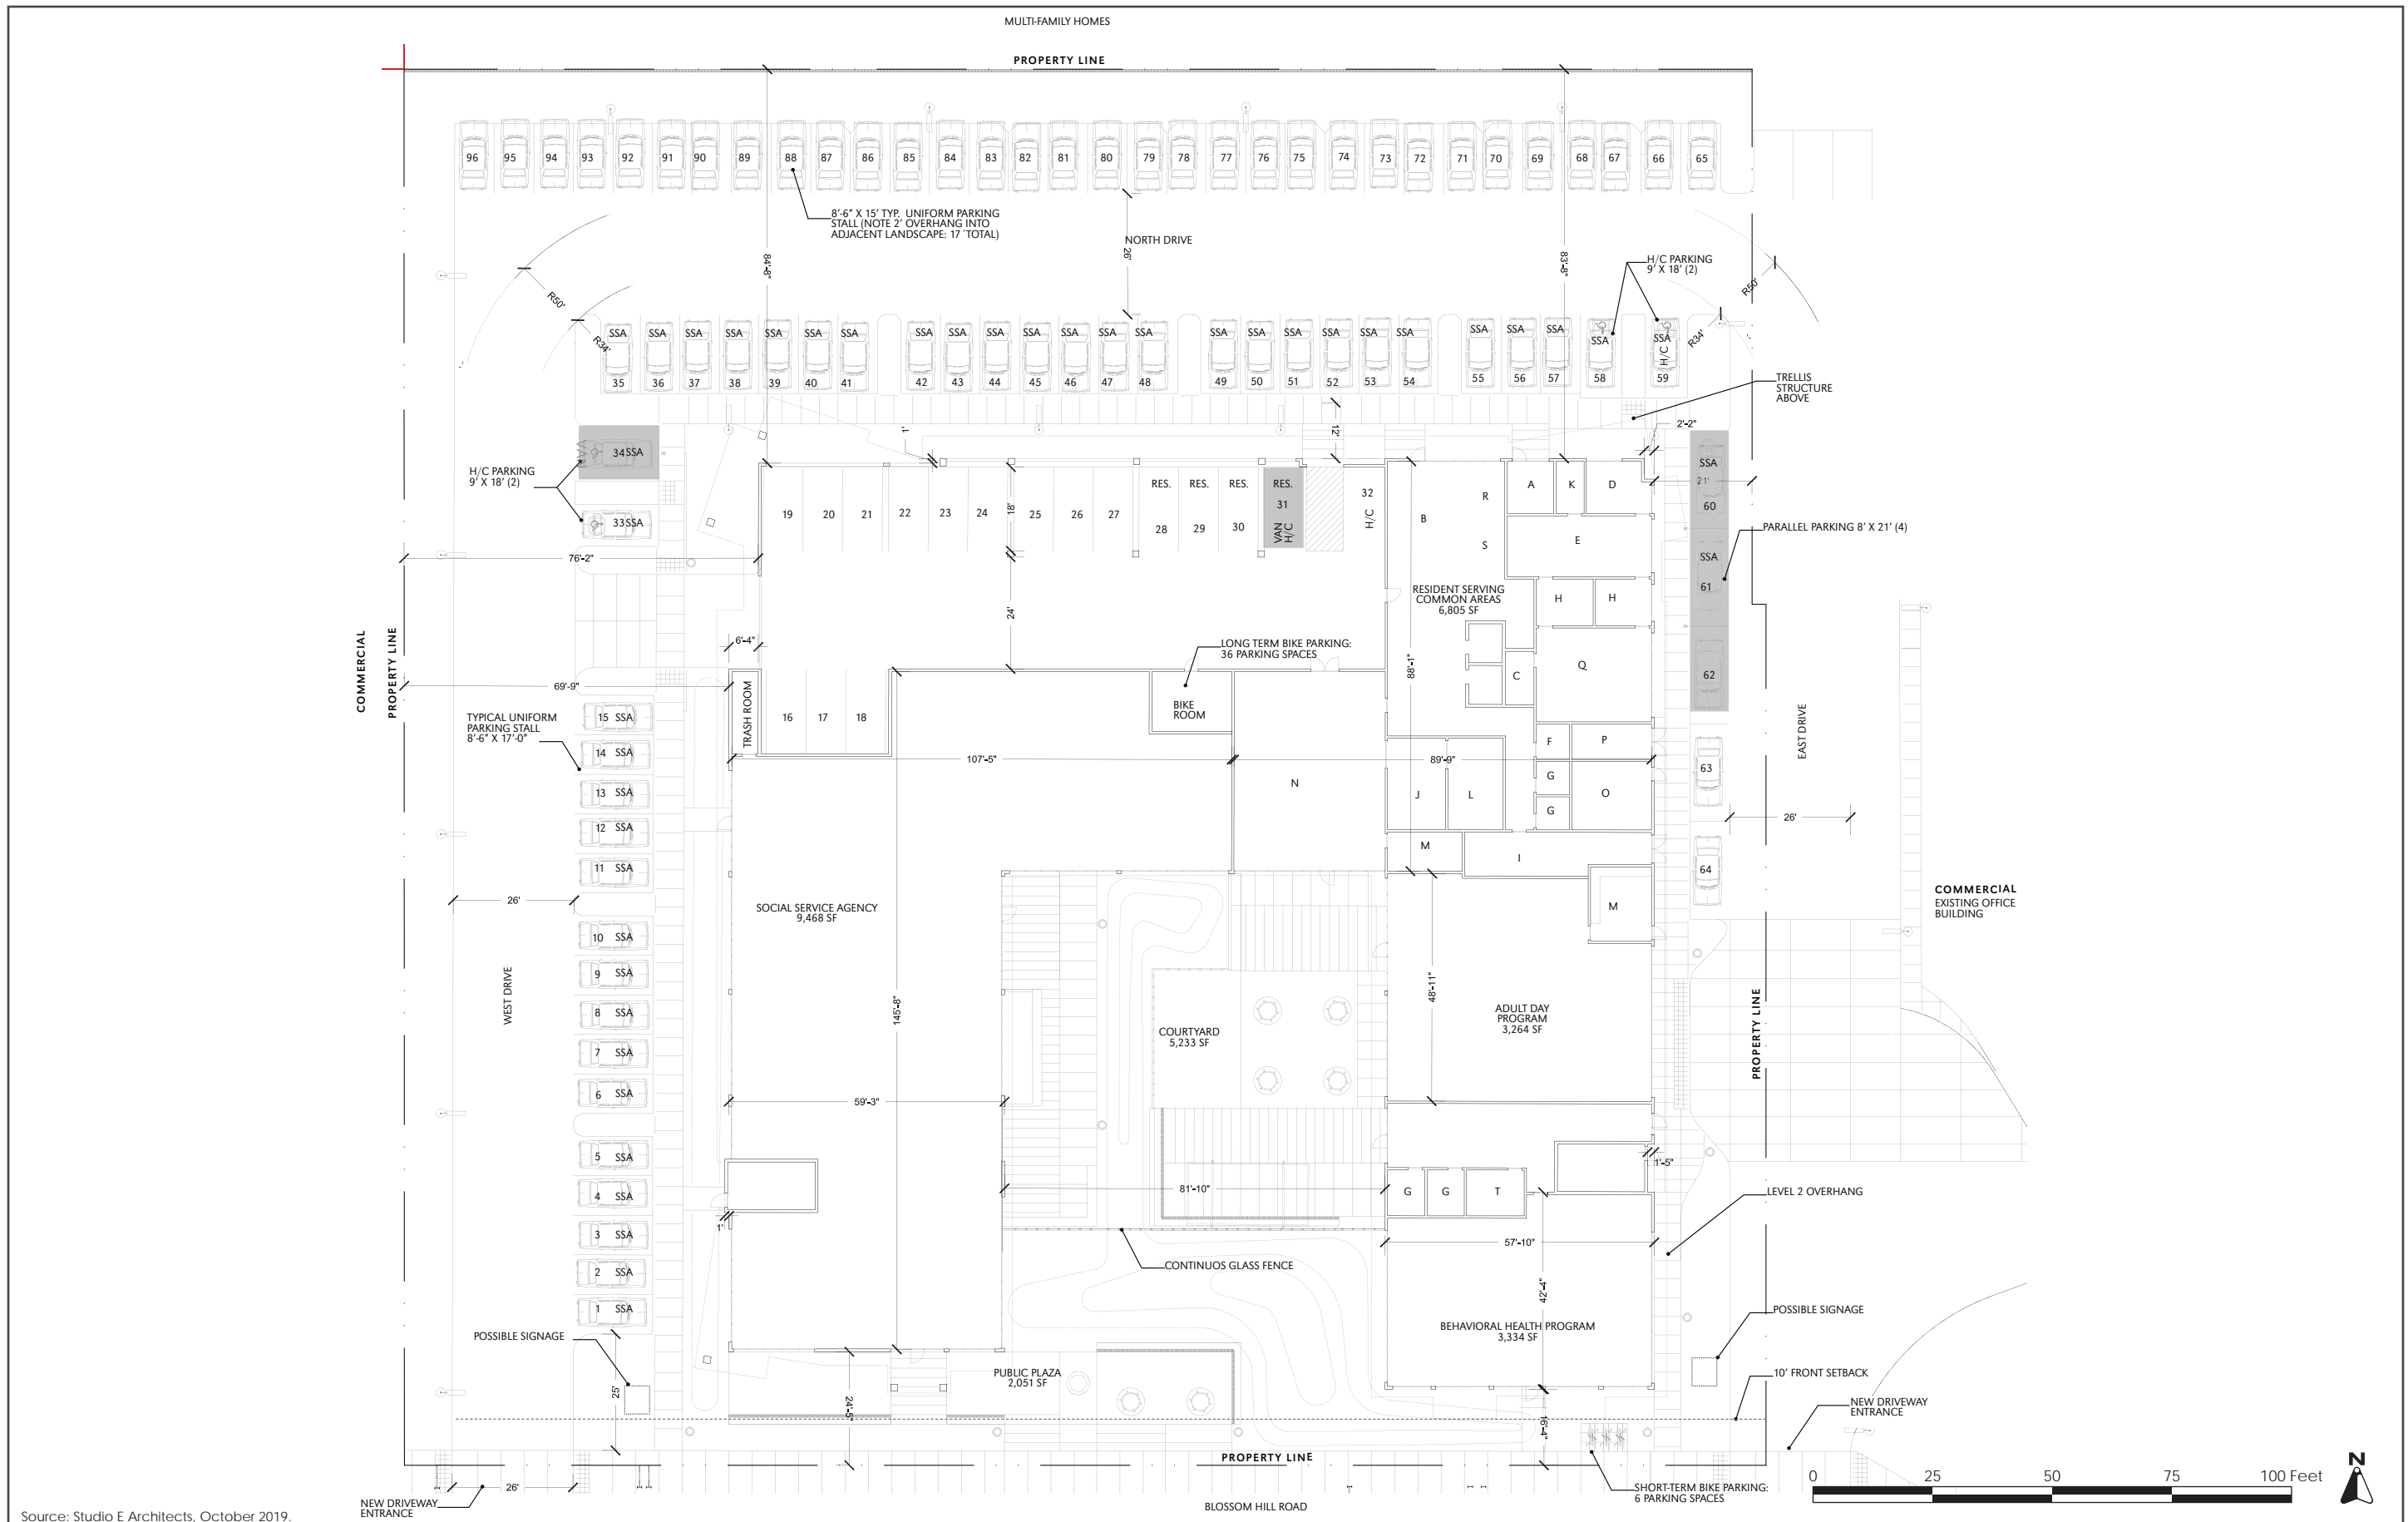 MULTI-FAMILY HOMES
PROPERTY LINE
96 95 94 93 92 91 90 89 88 87 86 85 84 83 82 81 80 79 78 77 76 75 74 73 72 71 70 69 68 67 66 65
8'-6" X 15' TYP. UNIFORM PARKING
STALL (NOTE 2' OVERHANG INTO
ADJACENT LANDSCAPE: 17 'TOTAL)
84'-8"
NORTH DRIVE
26'
83'-8"
H/C PARKING
9' X 18' (2)
R50'
R34'
R50'
R34'
SSA SSA SSA SSA SSA SSA SSA SSA SSA SSA SSA SSA SSA SSA SSA SSA SSA SSA SSA SSA SSA SSA SSA SSA SSA
H/C
35 36 37 38 39 40 41 42 43 44 45 46 47 48 49 50 51 52 53 54 55 56 57 58 59
TRELLIS
STRUCTURE
ABOVE
1'
12'
2'-2"
H/C PARKING
9' X 18' (2)
34 SSA
33 SSA
19 20 21 22 23 24 25 26 27
18'
RES. RES. RES. RES.
28 29 30 31
VAN
H/C
32
H/C
B
R
S
A K D
E
SSA
21'
60
SSA
61
62
PARALLEL PARKING 8' X 21' (4)
76'-2"
24'
RESIDENT SERVING
COMMON AREAS
6,805 SF
H H
COMMERCIAL
PROPERTY LINE
6'-4"
LONG TERM BIKE PARKING:
36 PARKING SPACES
88'-1"
C
Q
69'-9"
TRASH ROOM
16 17 18
BIKE
ROOM
TYPICAL UNIFORM
PARKING STALL
8'-6" X 17'-0"
15 SSA
14 SSA
13 SSA
12 SSA
11 SSA
107'-5"
89'-9"
F P
G
G
O
N
J L
M
I
M
63
64
EAST DRIVE
26'
COMMERCIAL
EXISTING OFFICE
BUILDING
26'
SOCIAL SERVICE AGENCY
9,468 SF
10 SSA
9 SSA
8 SSA
7 SSA
6 SSA
WEST DRIVE
145'-8"
48'-11"
COURTYARD
5,233 SF
ADULT DAY
PROGRAM
3,264 SF
PROPERTY LINE
59'-3"
5 SSA
4 SSA
3 SSA
2 SSA
1 SSA
1'
81'-10"
G G T
1'-5"
LEVEL 2 OVERHANG
57'-10"
CONTINUOS GLASS FENCE
42'-4"
BEHAVIORAL HEALTH PROGRAM
3,334 SF
POSSIBLE SIGNAGE
POSSIBLE SIGNAGE
25'
24'-5"
PUBLIC PLAZA
2,051 SF
10' FRONT SETBACK
16'-4"
NEW DRIVEWAY
ENTRANCE
PROPERTY LINE
26'
NEW DRIVEWAY
ENTRANCE
BLOSSOM HILL ROAD
SHORT-TERM BIKE PARKING:
6 PARKING SPACES
0 25 50 75 100 Feet
N
Source: Studio E Architects, October 2019.